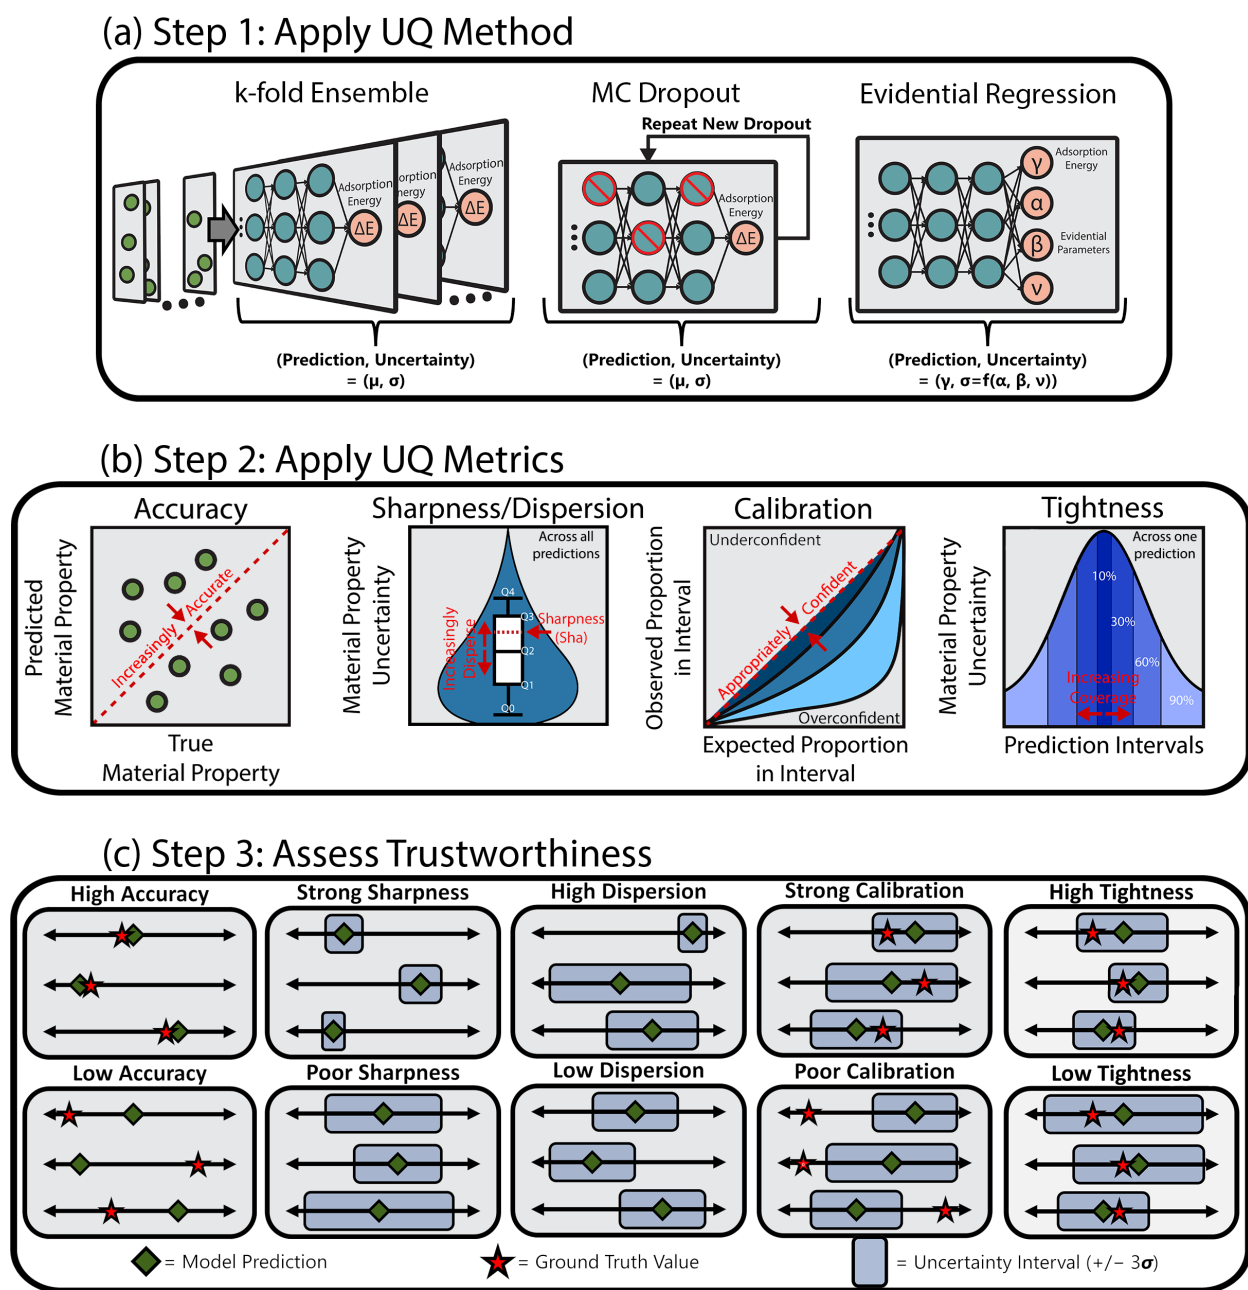 (a) Step 1: Apply UQ Method
k-fold Ensemble
Adsorption
Energy
ΔE
orption
Energy
ΔE
Adsorption
Energy
ΔE
(Prediction, Uncertainty)
= (μ, σ)
MC Dropout
Repeat New Dropout
Adsorption
Energy
ΔE
(Prediction, Uncertainty)
= (μ, σ)
Evidential Regression
γ
Adsorption
Energy
α
β
Evidential
Parameters
ν
(Prediction, Uncertainty)
= (γ, σ=f(α, β, ν))
(b) Step 2: Apply UQ Metrics
Accuracy
Predicted
Material Property
Increasingly Accurate
True
Material Property
Sharpness/Dispersion
Material Property
Uncertainty
Across all
predictions
Q4
Q3
Q2
Q1
Q0
Increasingly
Disperse
Sharpness
(Sha)
Calibration
Observed Proportion
in Interval
Underconfident
Appropriately Confident
Overconfident
Expected Proportion
in Interval
Tightness
Material Property
Uncertainty
Across one
prediction
10%
30%
60%
90%
Increasing
Coverage
Prediction Intervals
(c) Step 3: Assess Trustworthiness
High Accuracy
Strong Sharpness
High Dispersion
Strong Calibration
High Tightness
Low Accuracy
Poor Sharpness
Low Dispersion
Poor Calibration
Low Tightness
= Model Prediction
= Ground Truth Value
= Uncertainty Interval (+/− 3σ)